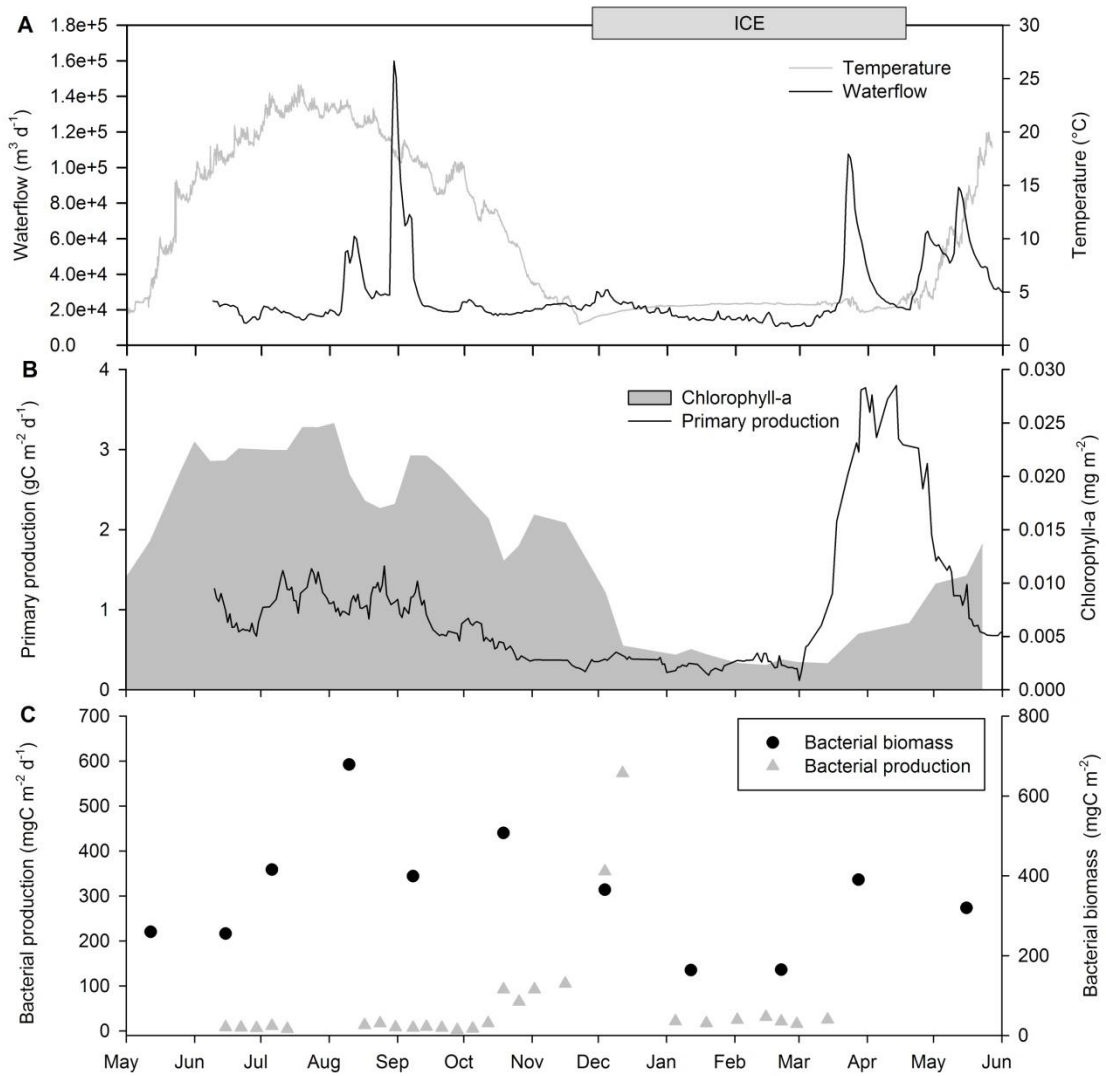 A
ICE
1.8e+5
1.6e+5
1.4e+5
1.2e+5
1.0e+5
8.0e+4
6.0e+4
4.0e+4
2.0e+4
0.0
Waterflow (m³ d⁻¹)
Temperature
Waterflow
30
25
20
15
10
5
0
Temperature (°C)
B
4
3
2
1
0
Primary production (gC m⁻² d⁻¹)
Chlorophyll-a
Primary production
0.030
0.025
0.020
0.015
0.010
0.005
0.000
Chlorophyll-a (mg m⁻²)
C
700
600
500
400
300
200
100
0
Bacterial production (mgC m⁻² d⁻¹)
Bacterial biomass
Bacterial production
800
600
400
200
0
Bacterial biomass (mgC m⁻²)
May Jun Jul Aug Sep Oct Nov Dec Jan Feb Mar Apr May Jun